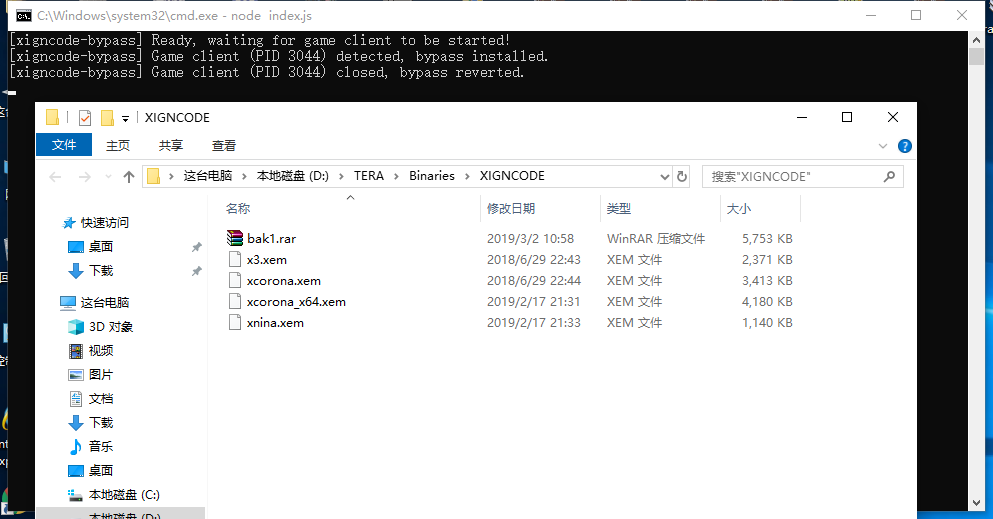 C:\Windows\system32\cmd.exe - node  index.js
[xigncode-bypass] Ready, waiting for game client to be started!
[xigncode-bypass] Game client (PID 3044) detected, bypass installed.
[xigncode-bypass] Game client (PID 3044) closed, bypass reverted.
XIGNCODE
文件 主页 共享 查看
这台电脑 > 本地磁盘 (D:) > TERA > Binaries > XIGNCODE 搜索"XIGNCODE"
名称 修改日期 类型 大小
快速访问
桌面
下载
这台电脑
3D 对象
视频
图片
文档
下载
音乐
桌面
本地磁盘 (C:)
本地磁盘 (D:)
bak1.rar 2019/3/2 10:58 WinRAR 压缩文件 5,753 KB
x3.xem 2018/6/29 22:43 XEM 文件 2,371 KB
xcorona.xem 2018/6/29 22:44 XEM 文件 3,413 KB
xcorona_x64.xem 2019/2/17 21:31 XEM 文件 4,180 KB
xnina.xem 2019/2/17 21:33 XEM 文件 1,140 KB